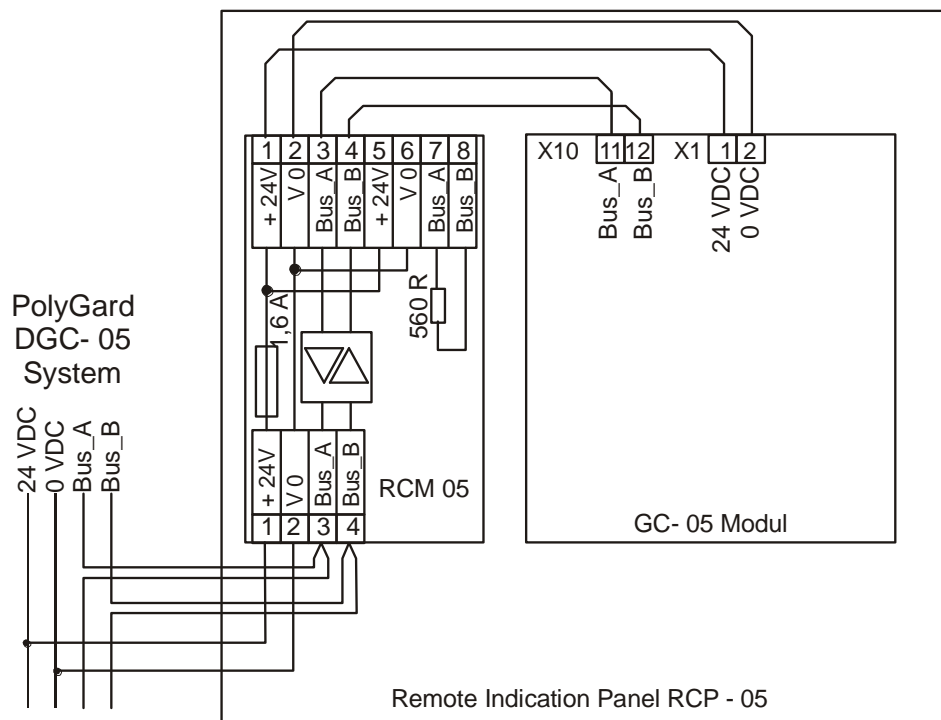 1 2 3 4 5 6 7 8
+ 24V
V 0
Bus_A
Bus_B
+ 24V
V 0
Bus_A
Bus_B
X10 11 12 X1 1 2
Bus_A
Bus_B
24 VDC
0 VDC
1,6 A
560 R
PolyGard
DGC- 05
System
24 VDC
0 VDC
Bus_A
Bus_B
+ 24V
V 0
Bus_A
Bus_B
1 2 3 4
RCM 05
GC- 05 Modul
Remote Indication Panel RCP - 05